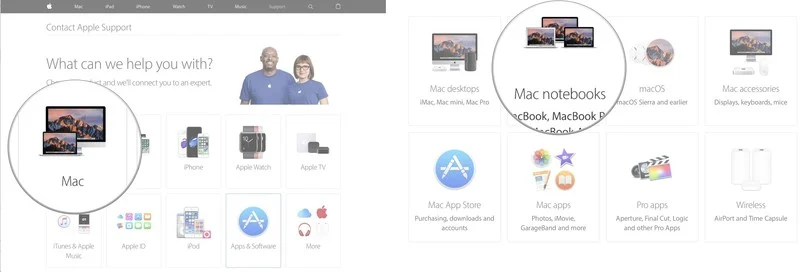 Mac
iPad
iPhone
Watch
TV
Music
Support
Contact Apple Support
What can we help you with?
product and we'll connect you to an expert.
Mac
iPhone
Apple Watch
Apple TV
iTunes & Apple
Music
Apple ID
iPod
Apps & Software
More
Mac desktops
iMac, Mac mini, Mac Pro
Mac notebooks
MacBook P
macOS
macOS Sierra and earlier
Mac accessories
Displays, keyboards, mice
Mac App Store
Purchasing, downloads and
accounts
Mac apps
Photos, iMovie,
GarageBand and more
Pro apps
Aperture, Final Cut, Logic
and other Pro Apps
Wireless
AirPort and Time Capsule